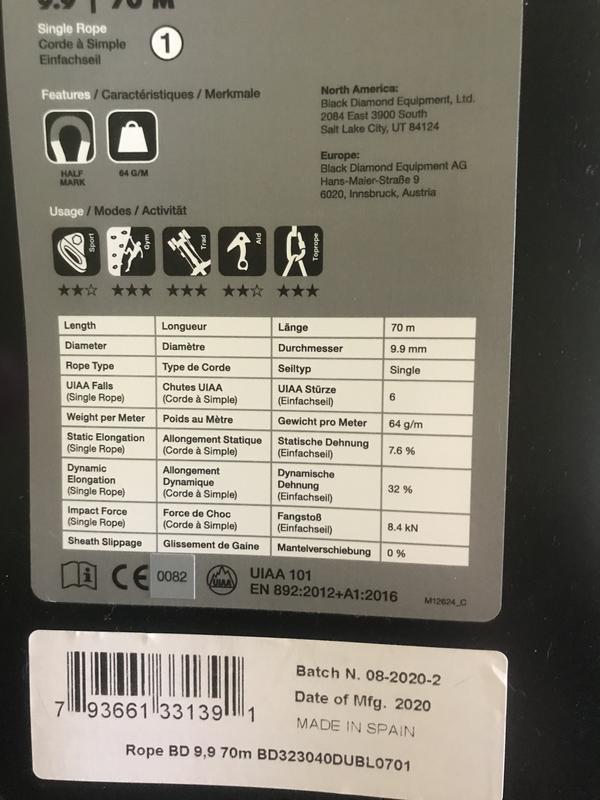 9.9 | 70 M
Single Rope
Corde à Simple
Einfachseil
1
Features / Caractéristiques / Merkmale
HALF
MARK
64 G/M
North America:
Black Diamond Equipment, Ltd.
2084 East 3900 South
Salt Lake City, UT 84124
Europe:
Black Diamond Equipment AG
Hans-Maier-Straße 9
6020, Innsbruck, Austria
Usage / Modes / Activität
Sport Gym Trad Aid Toprope
★★☆ ★★★ ★★★ ★★☆ ★★★
Length Longueur Länge 70 m
Diameter Diamètre Durchmesser 9.9 mm
Rope Type Type de Corde Seiltyp Single
UIAA Falls
(Single Rope)
Chutes UIAA
(Corde à Simple)
UIAA Stürze
(Einfachseil)
6
Weight per Meter Poids au Mètre Gewicht pro Meter 64 g/m
Static Elongation
(Single Rope)
Allongement Statique
(Corde à Simple)
Statische Dehnung
(Einfachseil)
7.6 %
Dynamic
Elongation
(Single Rope)
Allongement
Dynamique
(Corde à Simple)
Dynamische
Dehnung
(Einfachseil)
32 %
Impact Force
(Single Rope)
Force de Choc
(Corde à Simple)
Fangstoß
(Einfachseil)
8.4 kN
Sheath Slippage Glissement de Gaine Mantelverschiebung 0 %
i CE 0082 UIAA
UIAA 101
EN 892:2012+A1:2016
M12624_C
7 93661 33139 1
Batch N. 08-2020-2
Date of Mfg. 2020
MADE IN SPAIN
Rope BD 9,9 70m BD323040DUBL0701